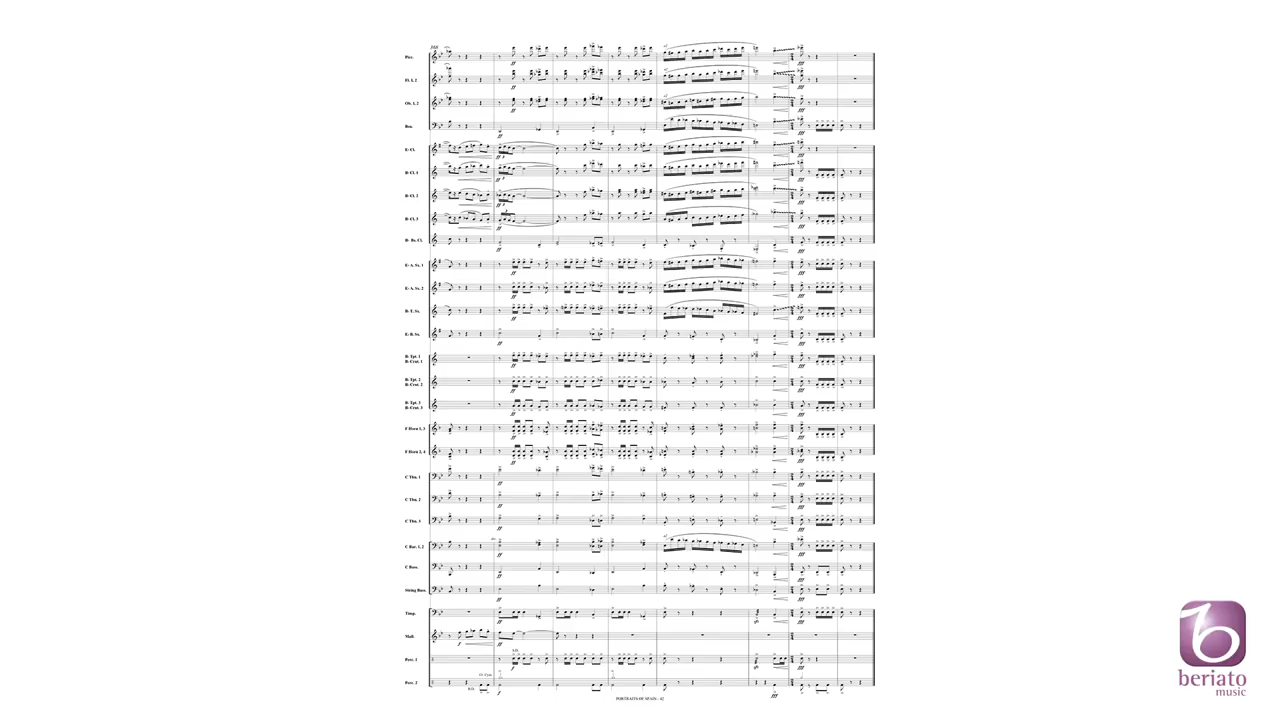 Picc.
Fl. 1, 2
Ob. 1, 2
Bsn.
E♭ Cl.
B♭ Cl. 1
B♭ Cl. 2
B♭ Cl. 3
B♭ Bs. Cl.
E♭ A. Sx. 1
E♭ A. Sx. 2
B♭ T. Sx.
E♭ B. Sx.
B♭ Tpt. 1
B♭ Crnt. 1
B♭ Tpt. 2
B♭ Crnt. 2
B♭ Tpt. 3
B♭ Crnt. 3
F Horn 1, 3
F Horn 2, 4
C Tbn. 1
C Tbn. 2
C Tbn. 3
C Bar. 1, 2
C Bass.
String Bass.
Timp.
Mall.
Perc. 1
Perc. 2
PORTRAITS OF SPAIN - 42
beriato
music